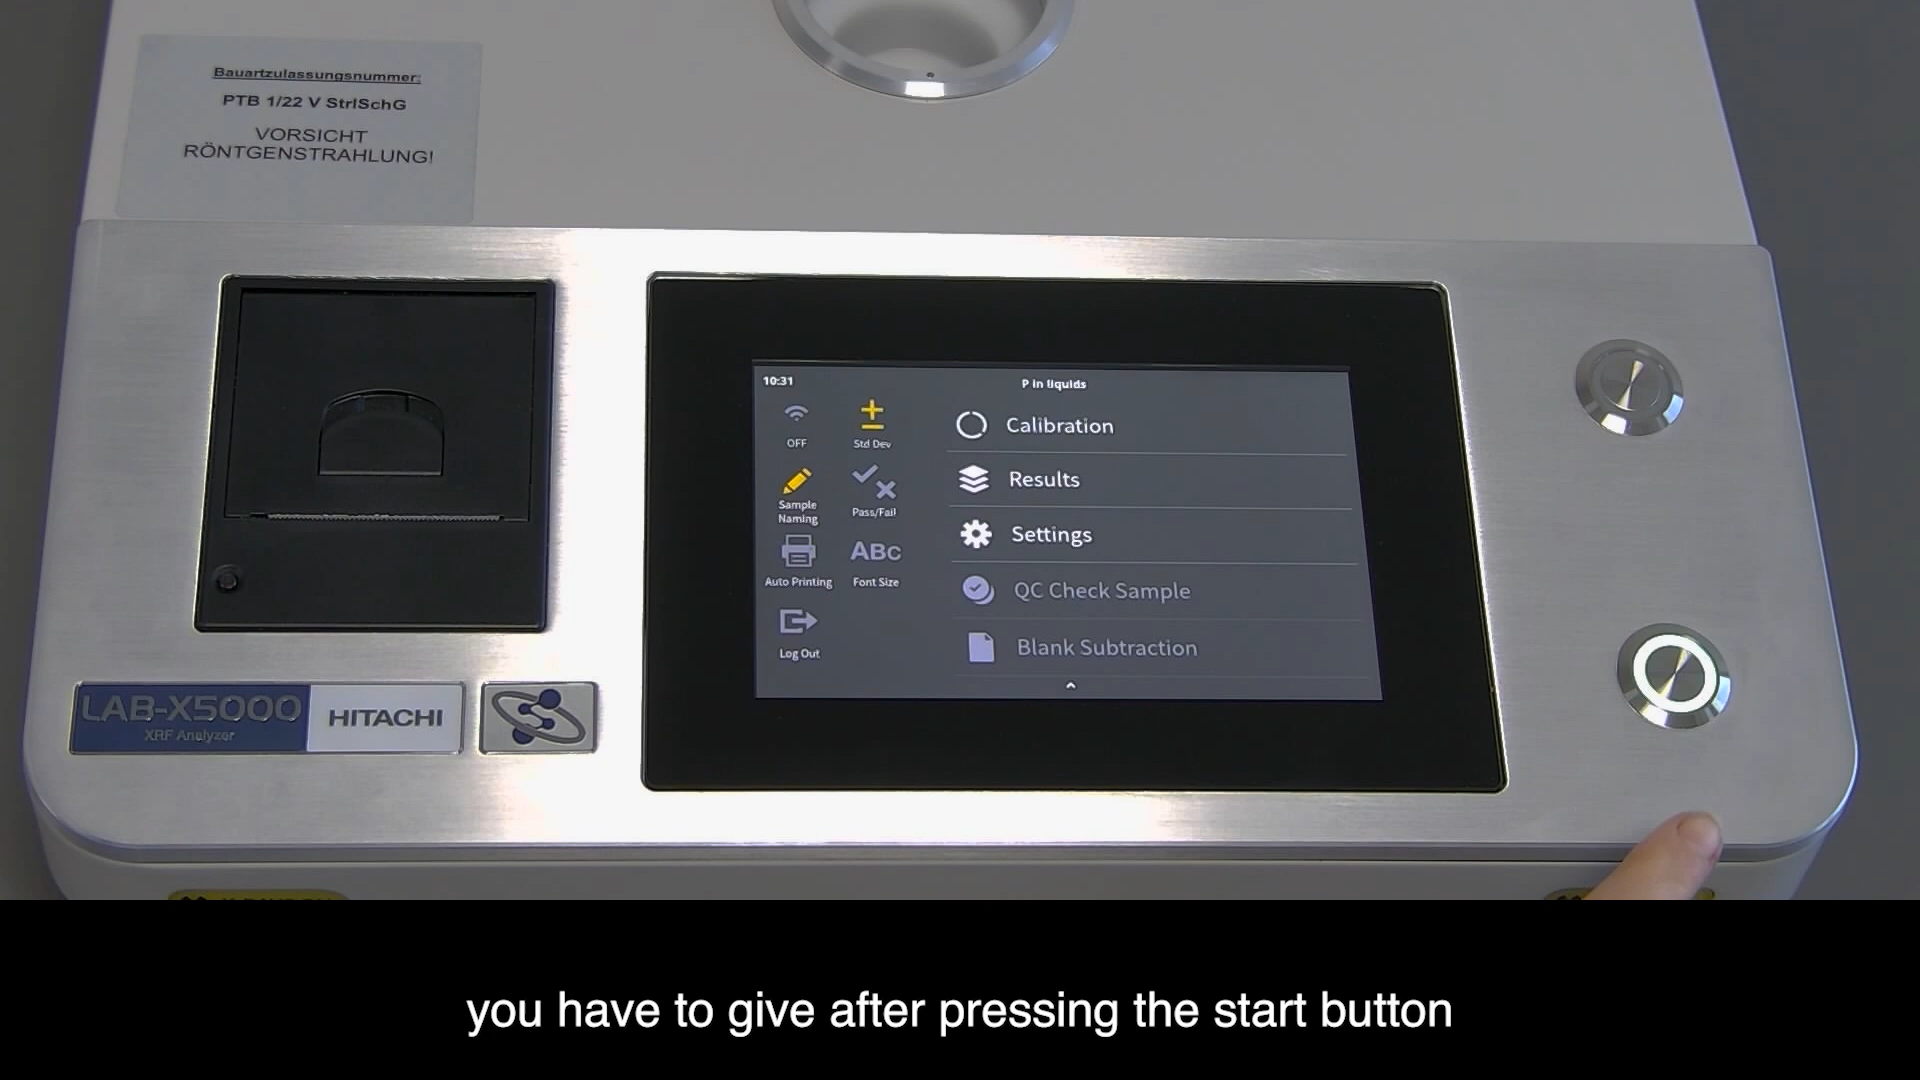 Bauartzulassungsnummer:
PTB 1/22 V StrlSchG
VORSICHT
RÖNTGENSTRAHLUNG!
10:31
P in liquids
OFF
Std Dev
Sample
Naming
Pass/Fail
Auto Printing
ABC
Font Size
Log Out
Calibration
Results
Settings
QC Check Sample
Blank Subtraction
LAB-X5000
XRF Analyzer
HITACHI
you have to give after pressing the start button